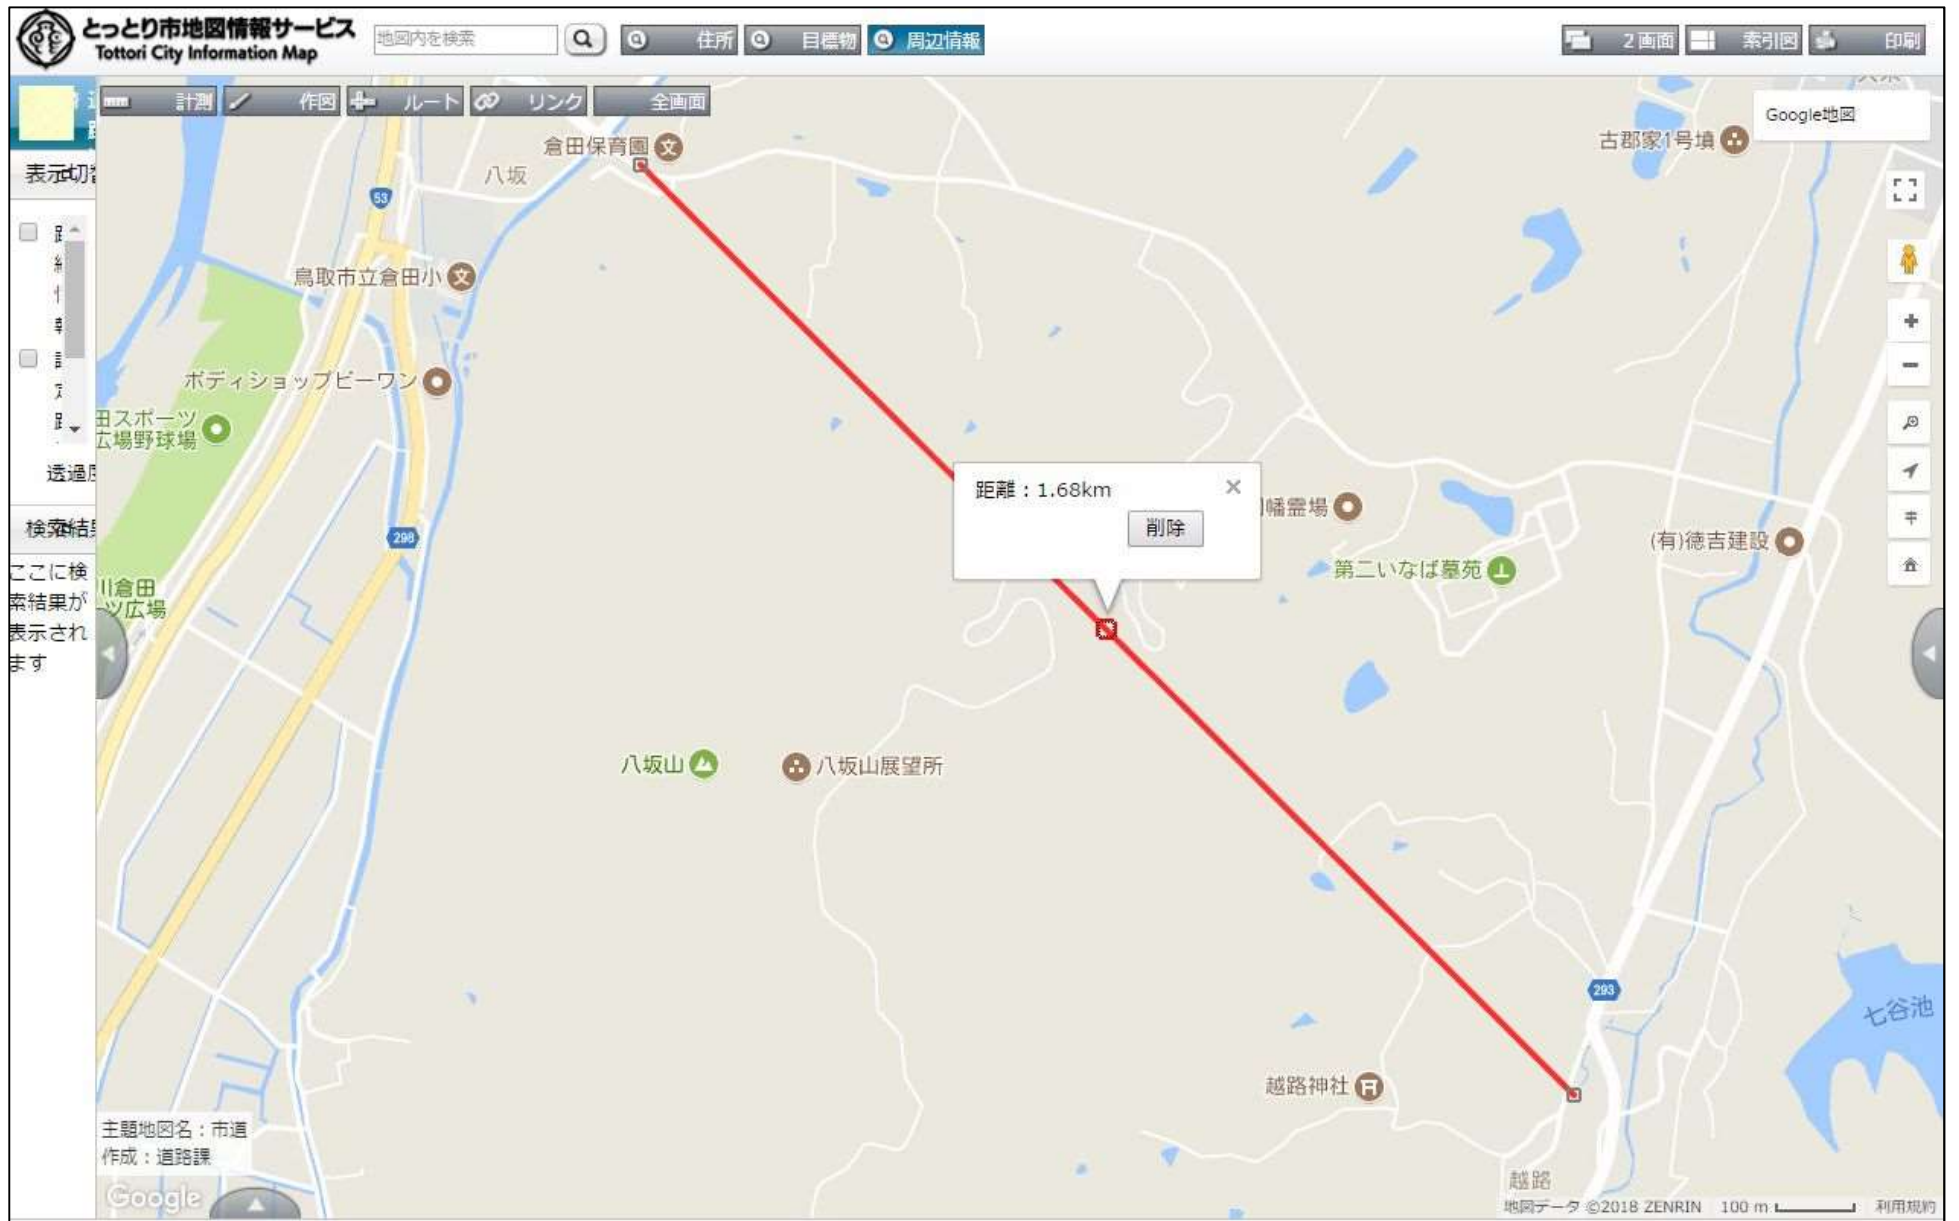 とっとり市地図情報サービス
Tottori City Information Map
地図内を検索
住所
目標物
周辺情報
2画面
索引図
印刷
計測
作図
ルート
リンク
全画面
Google地図
表示切
透過
検索結
ここに検
索結果が
表示され
ます
倉田保育園
八坂
53
鳥取市立倉田小
ボディショップビーワン
田スポーツ
広場野球場
298
川倉田
ツ広場
古郡家1号墳
距離：1.68km
削除
幡霊場
第二いなば墓苑
(有)徳吉建設
八坂山
八坂山展望所
293
七谷池
越路神社
越路
主題地図名：市道
作成：道路課
Google
地図データ ©2018 ZENRIN
100 m
利用規約